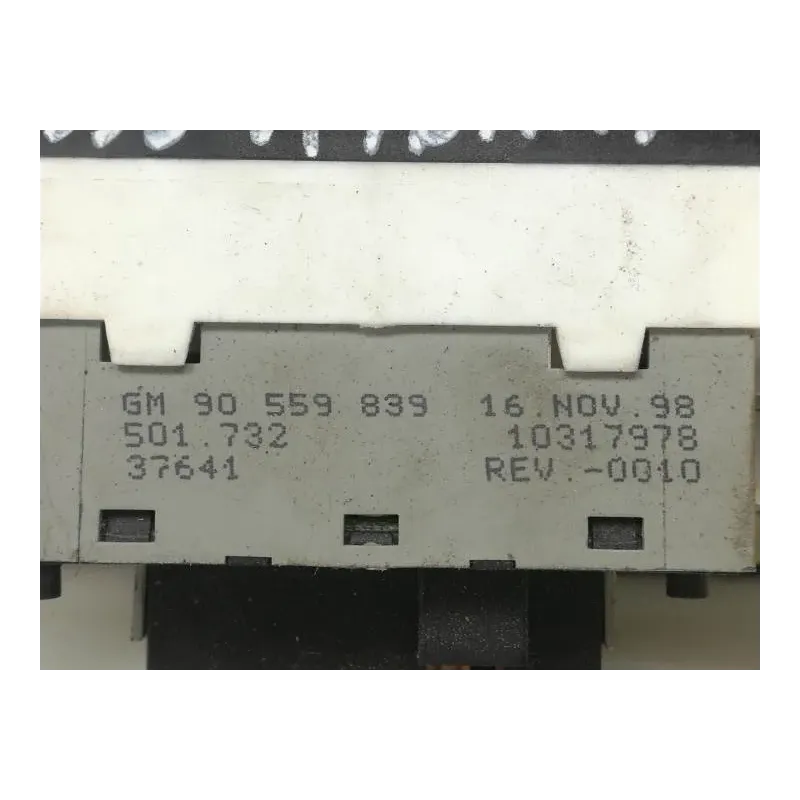 GM 90 559 839 16.NOV.98
501.732 10317978
37641 REV.-0010